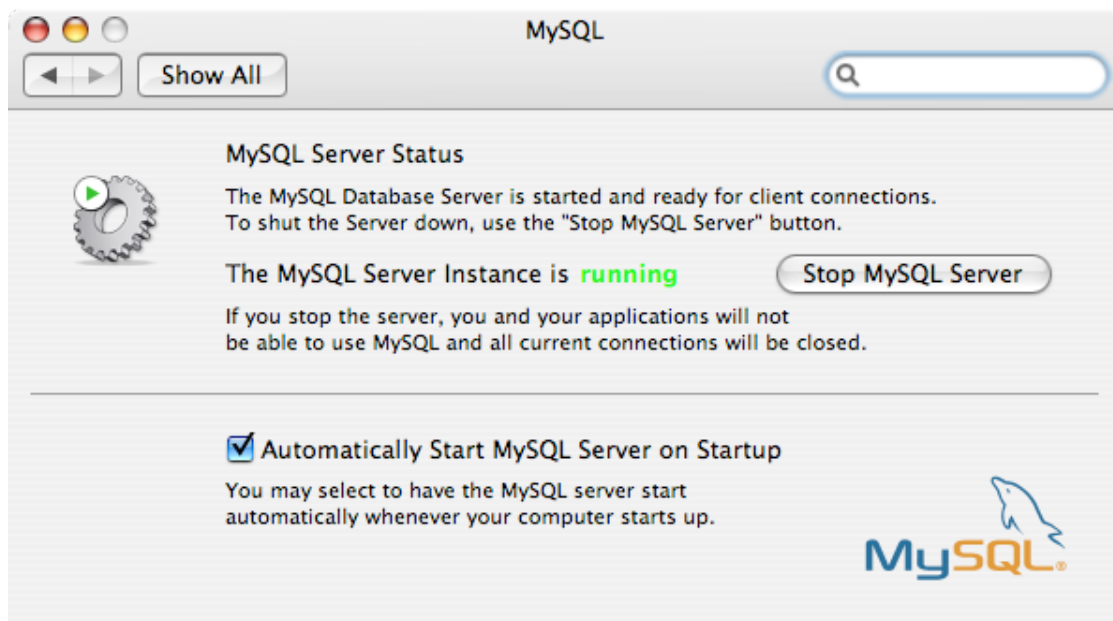 MySQL
Show All
MySQL Server Status
The MySQL Database Server is started and ready for client connections.
To shut the Server down, use the "Stop MySQL Server" button.
The MySQL Server Instance is running
Stop MySQL Server
If you stop the server, you and your applications will not
be able to use MySQL and all current connections will be closed.
Automatically Start MySQL Server on Startup
You may select to have the MySQL server start
automatically whenever your computer starts up.
MySQL®